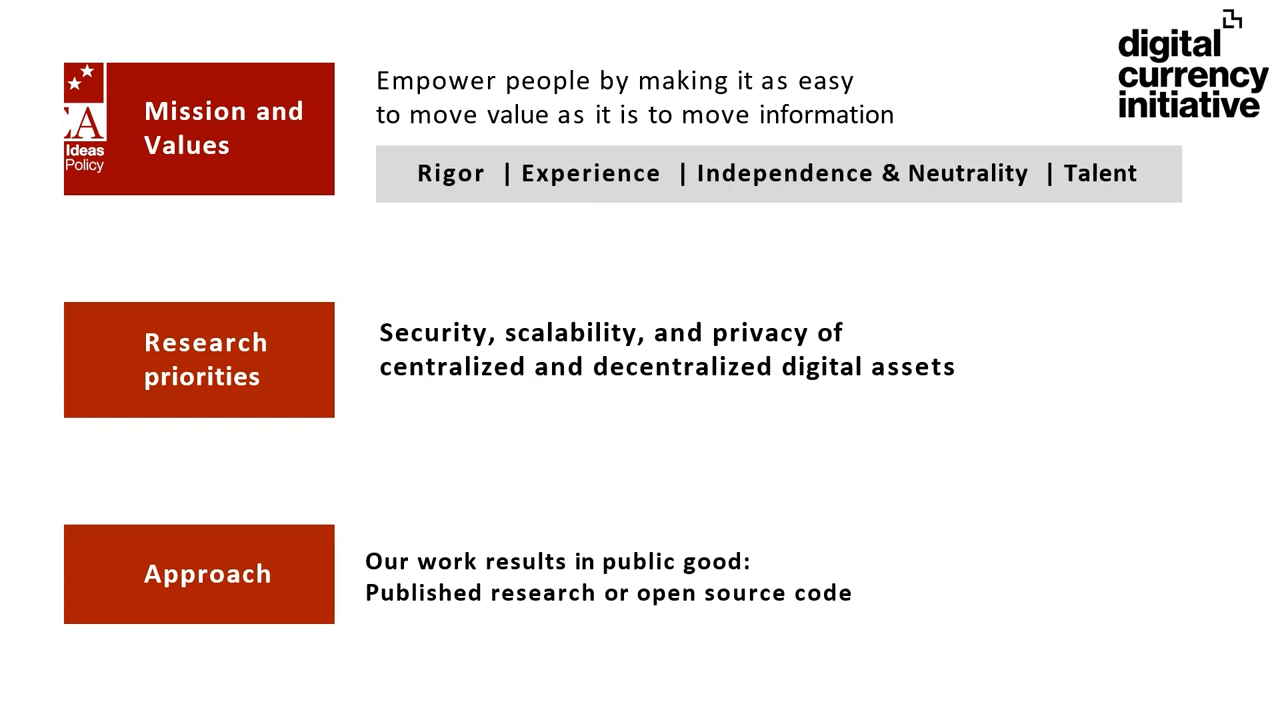 digital
currency
initiative
Mission and
Values
A
Ideas
Policy
Empower people by making it as easy
to move value as it is to move information
Rigor | Experience | Independence & Neutrality | Talent
Research
priorities
Security, scalability, and privacy of
centralized and decentralized digital assets
Approach
Our work results in public good:
Published research or open source code